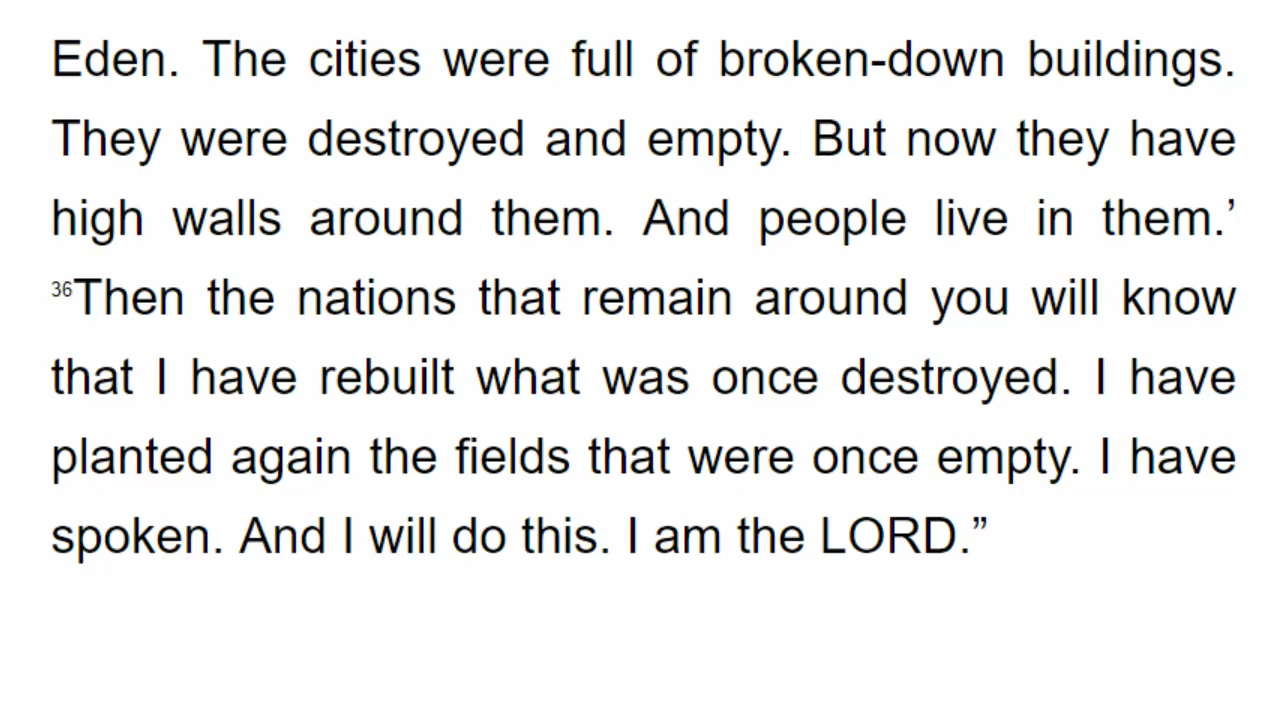 Eden. The cities were full of broken-down buildings.
They were destroyed and empty. But now they have
high walls around them. And people live in them.’
36Then the nations that remain around you will know
that I have rebuilt what was once destroyed. I have
planted again the fields that were once empty. I have
spoken. And I will do this. I am the LORD.”